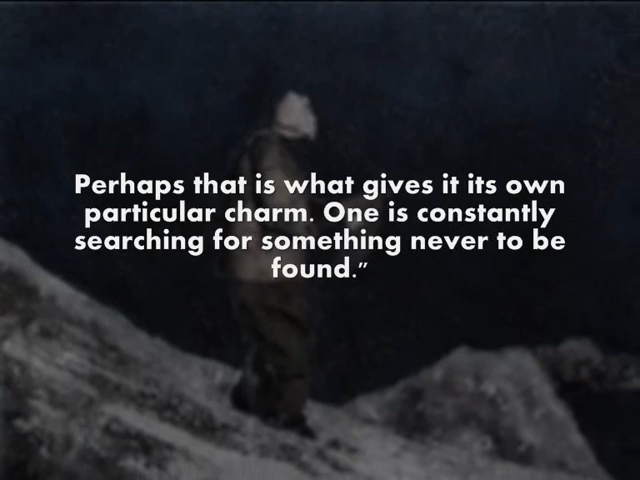 Perhaps that is what gives it its own
particular charm. One is constantly
searching for something never to be
found.”